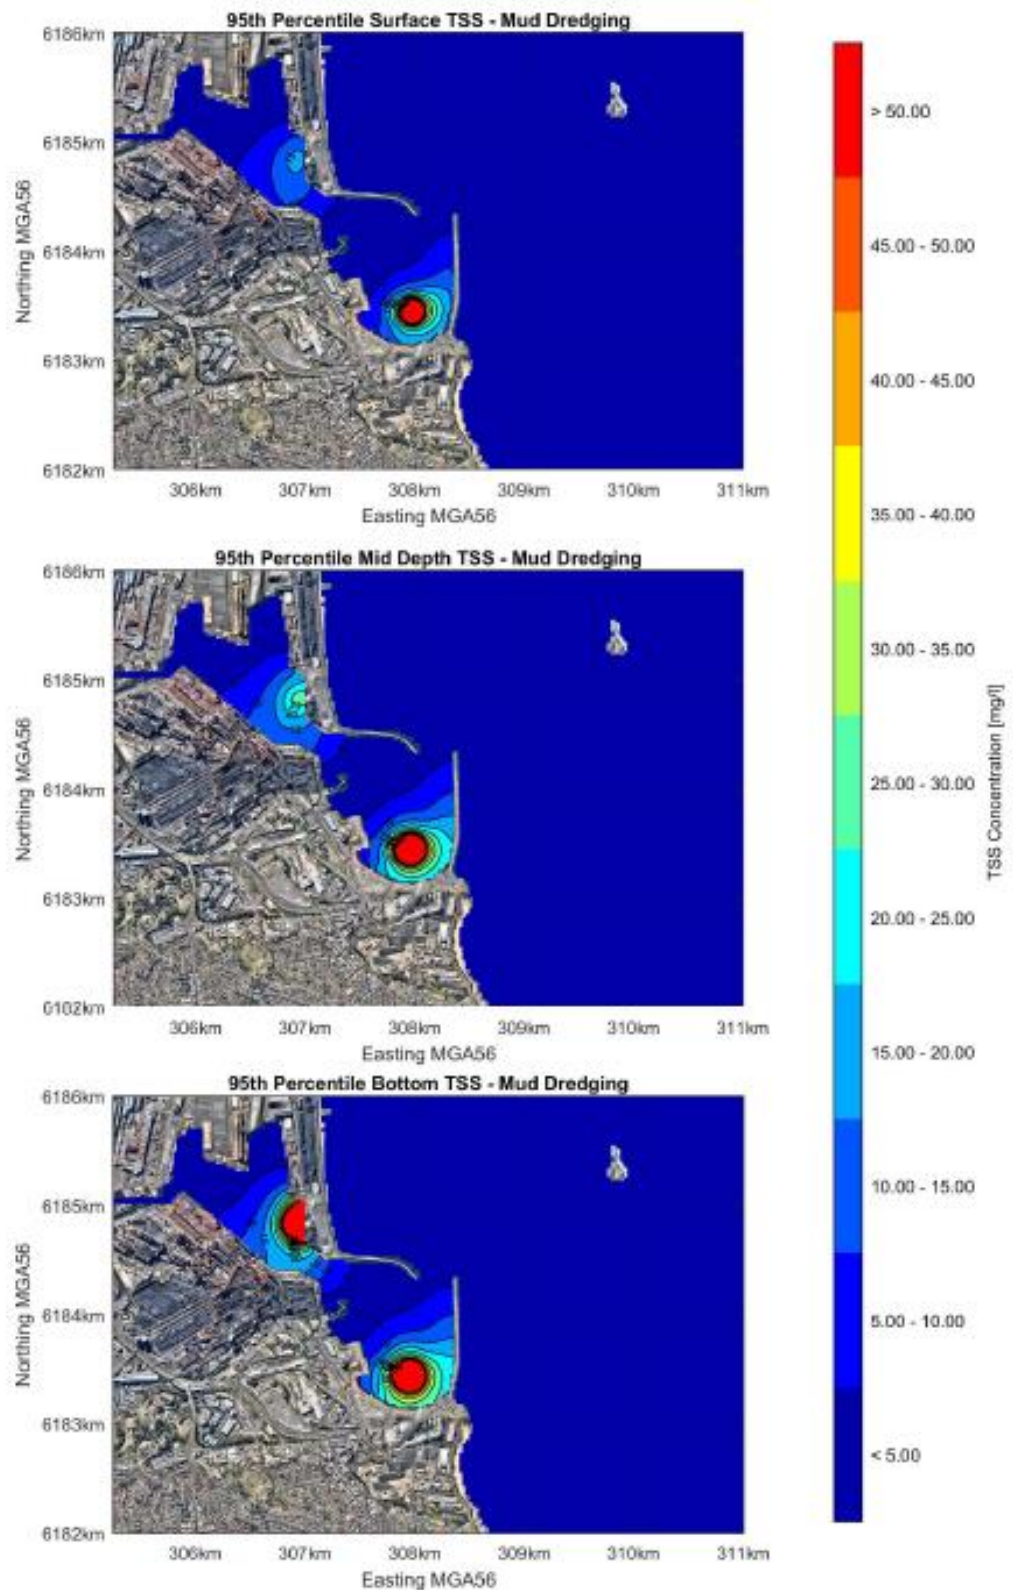 95th Percentile Surface TSS - Mud Dredging
6186km
6185km
6184km
6183km
6182km
Northing MGA56
306km 307km 308km 309km 310km 311km
Easting MGA56
95th Percentile Mid Depth TSS - Mud Dredging
6186km
6185km
6184km
6183km
6182km
Northing MGA56
306km 307km 308km 309km 310km 311km
Easting MGA56
95th Percentile Bottom TSS - Mud Dredging
6186km
6185km
6184km
6183km
6182km
Northing MGA56
306km 307km 308km 309km 310km 311km
Easting MGA56
> 50.00
45.00 - 50.00
40.00 - 45.00
35.00 - 40.00
30.00 - 35.00
25.00 - 30.00
20.00 - 25.00
15.00 - 20.00
10.00 - 15.00
5.00 - 10.00
< 5.00
TSS Concentration [mg/l]